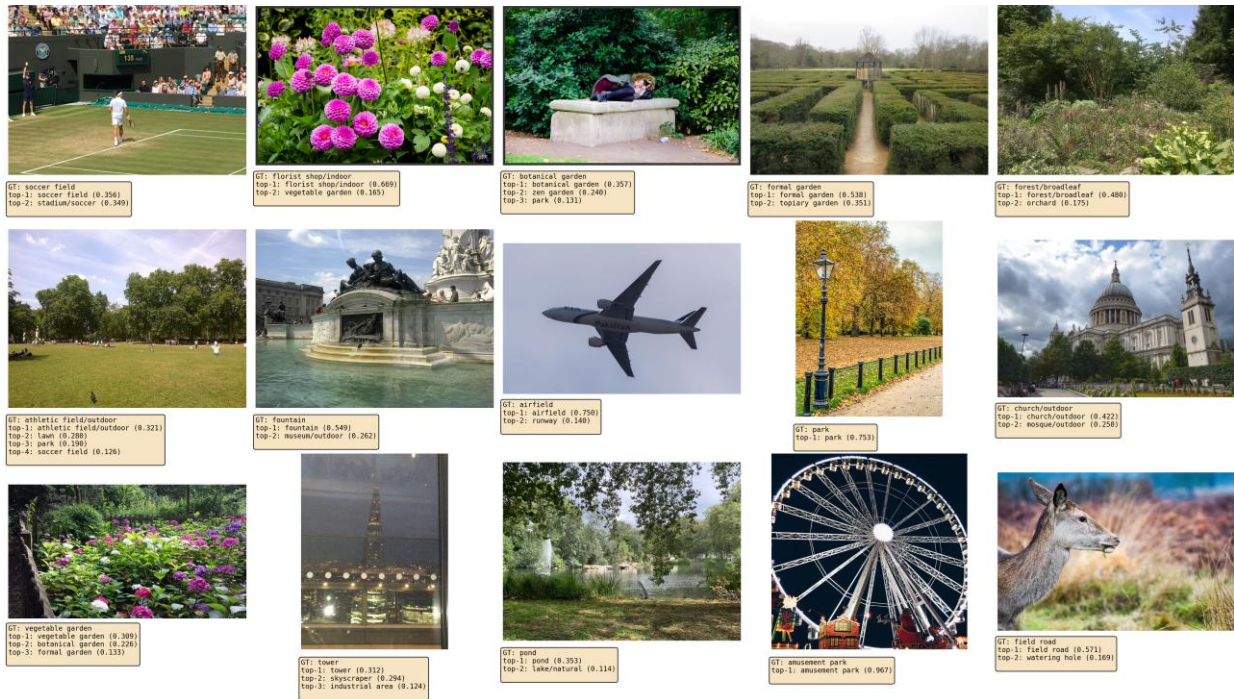 135
GT: soccer field
top-1: soccer field (0.356)
top-2: stadium/soccer (0.349)
GT: florist shop/indoor
top-1: florist shop/indoor (0.669)
top-2: vegetable garden (0.165)
GT: botanical garden
top-1: botanical garden (0.357)
top-2: zen garden (0.240)
top-3: park (0.131)
GT: formal garden
top-1: formal garden (0.538)
top-2: topiary garden (0.351)
GT: forest/broadleaf
top-1: forest/broadleaf (0.480)
top-2: orchard (0.175)
GT: athletic field/outdoor
top-1: athletic field/outdoor (0.321)
top-2: lawn (0.280)
top-3: park (0.190)
top-4: soccer field (0.126)
GT: fountain
top-1: fountain (0.549)
top-2: museum/outdoor (0.262)
Pakistan
GT: airfield
top-1: airfield (0.750)
top-2: runway (0.140)
GT: park
top-1: park (0.753)
GT: church/outdoor
top-1: church/outdoor (0.422)
top-2: mosque/outdoor (0.250)
GT: vegetable garden
top-1: vegetable garden (0.309)
top-2: botanical garden (0.226)
top-3: formal garden (0.133)
GT: tower
top-1: tower (0.312)
top-2: skyscraper (0.294)
top-3: industrial area (0.124)
GT: pond
top-1: pond (0.353)
top-2: lake/natural (0.114)
GT: amusement park
top-1: amusement park (0.967)
GT: field road
top-1: field road (0.571)
top-2: watering hole (0.169)